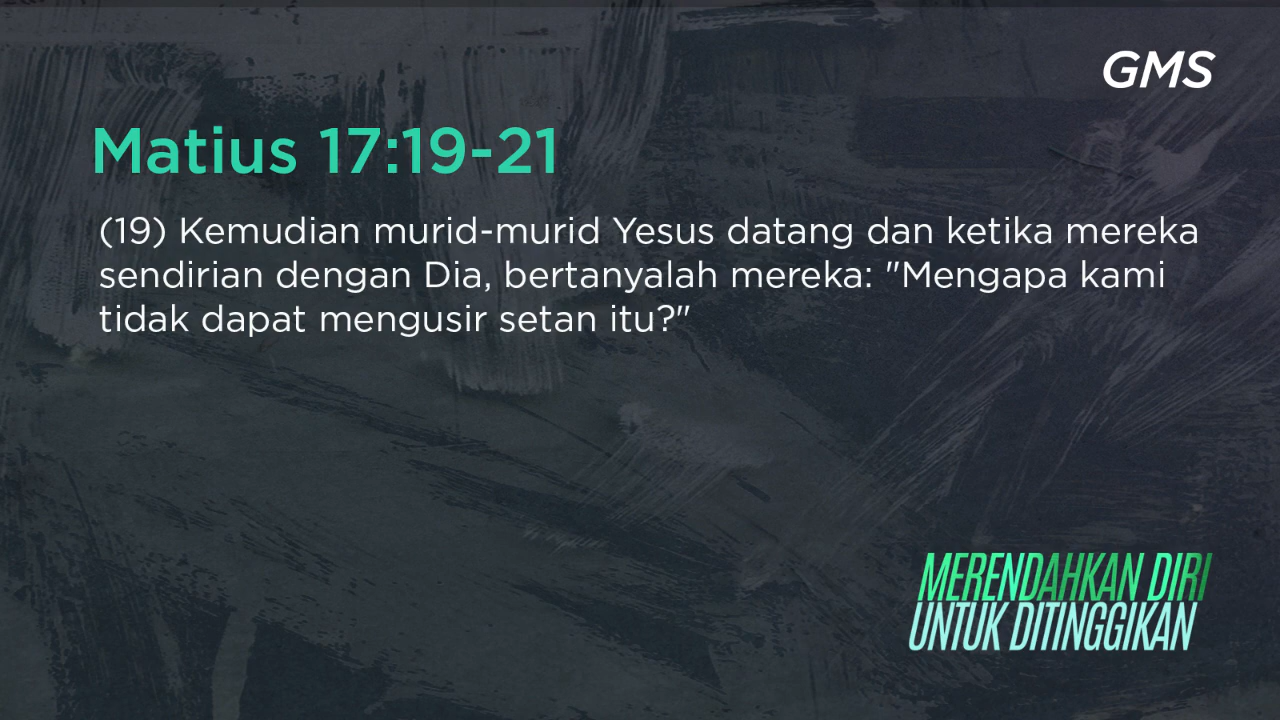 GMS
Matius 17:19-21
(19) Kemudian murid-murid Yesus datang dan ketika mereka
sendirian dengan Dia, bertanyalah mereka: "Mengapa kami
tidak dapat mengusir setan itu?"
MERENDAHKAN DIRI
UNTUK DITINGGIKAN